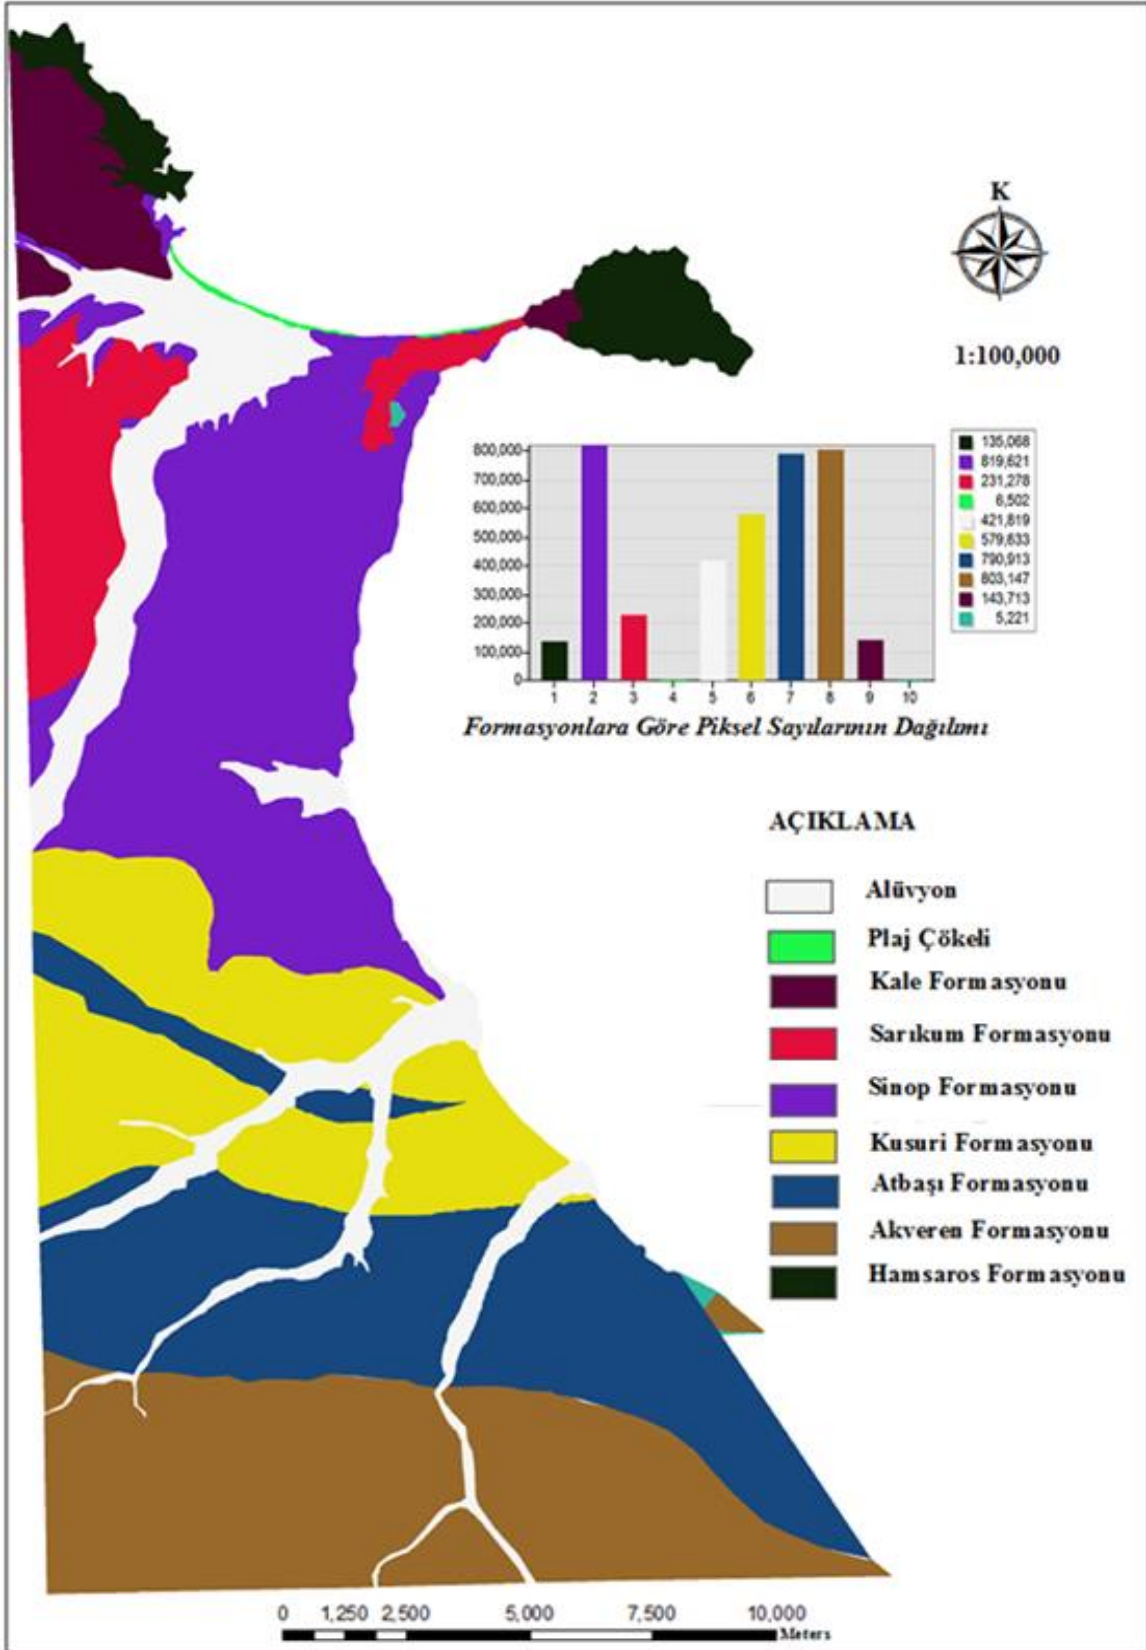 K
1:100,000
800,000
700,000
600,000
500,000
400,000
300,000
200,000
100,000
0
1 2 3 4 5 6 7 8 9 10
135,068
819,621
231,278
6,502
421,819
579,633
790,913
803,147
143,713
5,221
Formasyonlara Göre Piksel Sayılarının Dağılımı
AÇIKLAMA
Alüvyon
Plaj Çökeli
Kale Formasyonu
Sarıkum Formasyonu
Sinop Formasyonu
Kusuri Formasyonu
Atbaşı Formasyonu
Akveren Formasyonu
Hamsaros Formasyonu
0 1,250 2,500 5,000 7,500 10,000
Meters